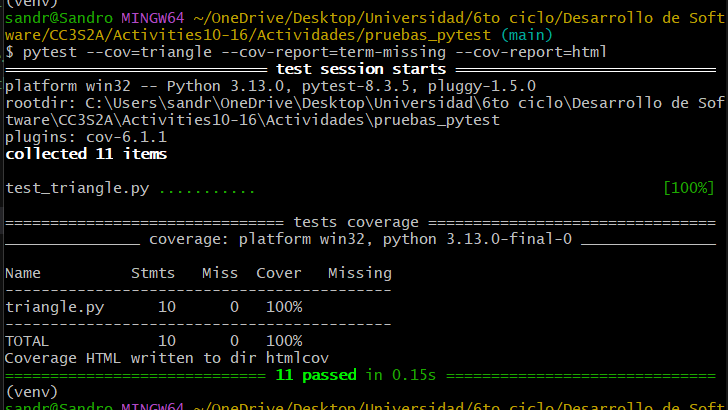 (venv)
sandr@Sandro MINGW64 ~/OneDrive/Desktop/Universidad/6to ciclo/Desarrollo de Sof
tware/CC3S2A/Activities10-16/Actividades/pruebas_pytest (main)
$ pytest --cov=triangle --cov-report=term-missing --cov-report=html
============================= test session starts =============================
platform win32 -- Python 3.13.0, pytest-8.3.5, pluggy-1.5.0
rootdir: C:\Users\sandr\OneDrive\Desktop\Universidad\6to ciclo\Desarrollo de Sof
tware\CC3S2A\Activities10-16\Actividades\pruebas_pytest
plugins: cov-6.1.1
collected 11 items
test_triangle.py ........... [100%]
=============================== tests coverage ================================
_______________ coverage: platform win32, python 3.13.0-final-0 _______________
Name Stmts Miss Cover Missing
-------------------------------------------
triangle.py 10 0 100%
-------------------------------------------
TOTAL 10 0 100%
Coverage HTML written to dir htmlcov
============================= 11 passed in 0.15s ==============================
(venv)
sandr@Sandro MINGW64 ~/OneDrive/Desktop/Universidad/6to ciclo/Desarrollo de Sof